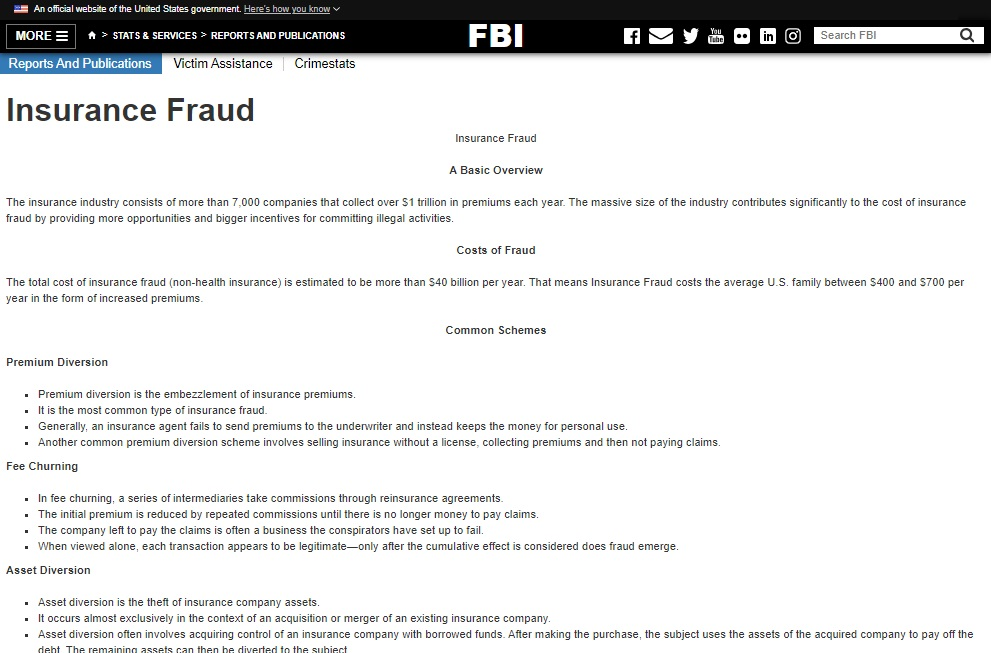 An official website of the United States government. Here's how you know
MORE
> STATS & SERVICES > REPORTS AND PUBLICATIONS
FBI
You Tube
in
Search FBI
Reports And Publications
Victim Assistance
Crimestats
Insurance Fraud
Insurance Fraud
A Basic Overview
The insurance industry consists of more than 7,000 companies that collect over $1 trillion in premiums each year. The massive size of the industry contributes significantly to the cost of insurance
fraud by providing more opportunities and bigger incentives for committing illegal activities.
Costs of Fraud
The total cost of insurance fraud (non-health insurance) is estimated to be more than $40 billion per year. That means Insurance Fraud costs the average U.S. family between $400 and $700 per
year in the form of increased premiums.
Common Schemes
Premium Diversion
Premium diversion is the embezzlement of insurance premiums.
It is the most common type of insurance fraud.
Generally, an insurance agent fails to send premiums to the underwriter and instead keeps the money for personal use.
Another common premium diversion scheme involves selling insurance without a license, collecting premiums and then not paying claims.
Fee Churning
In fee churning, a series of intermediaries take commissions through reinsurance agreements.
The initial premium is reduced by repeated commissions until there is no longer money to pay claims.
The company left to pay the claims is often a business the conspirators have set up to fail.
When viewed alone, each transaction appears to be legitimate—only after the cumulative effect is considered does fraud emerge.
Asset Diversion
Asset diversion is the theft of insurance company assets.
It occurs almost exclusively in the context of an acquisition or merger of an existing insurance company.
Asset diversion often involves acquiring control of an insurance company with borrowed funds. After making the purchase, the subject uses the assets of the acquired company to pay off the
debt. The remaining assets can then be diverted to the subject